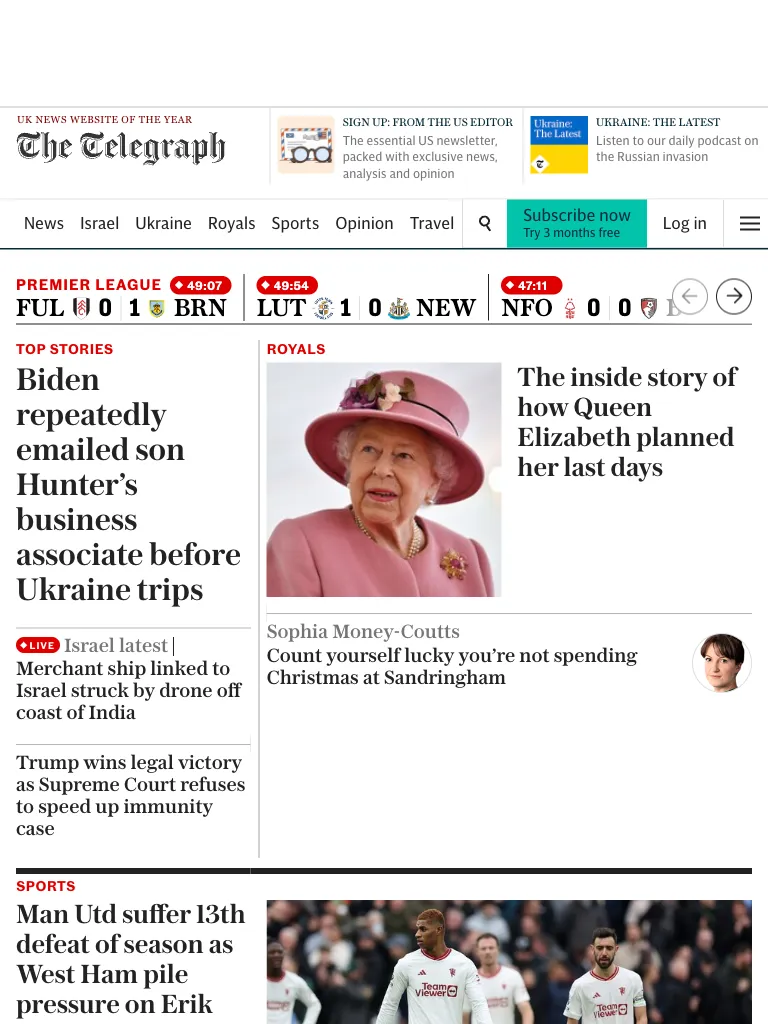 UK NEWS WEBSITE OF THE YEAR
The Telegraph
SIGN UP: FROM THE US EDITOR
The essential US newsletter,
packed with exclusive news,
analysis and opinion
Ukraine:
The Latest
UKRAINE: THE LATEST
Listen to our daily podcast on
the Russian invasion
News Israel Ukraine Royals Sports Opinion Travel
Subscribe now
Try 3 months free
Log in
PREMIER LEAGUE 49:07
FUL 0 1 BRN
49:54
LUT 1 0 NEW
47:11
NFO 0 0
TOP STORIES
Biden
repeatedly
emailed son
Hunter’s
business
associate before
Ukraine trips
LIVE Israel latest |
Merchant ship linked to
Israel struck by drone off
coast of India
Trump wins legal victory
as Supreme Court refuses
to speed up immunity
case
ROYALS
The inside story of
how Queen
Elizabeth planned
her last days
Sophia Money-Coutts
Count yourself lucky you’re not spending
Christmas at Sandringham
SPORTS
Man Utd suffer 13th
defeat of season as
West Ham pile
pressure on Erik
Team
Viewer
Team
Viewer